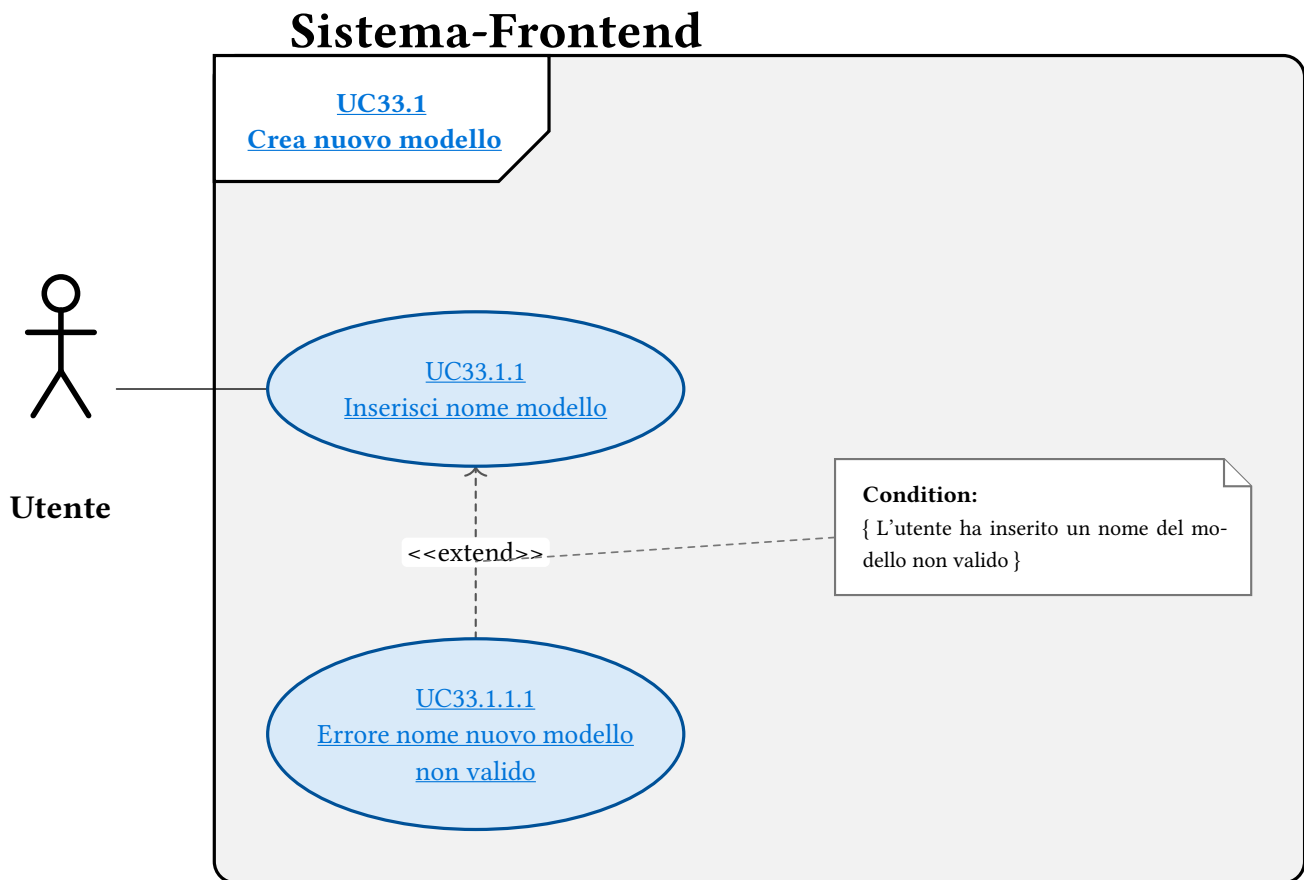 Sistema-Frontend
UC33.1
Crea nuovo modello
UC33.1.1
Inserisci nome modello
Utente
Condition:
{ L'utente ha inserito un nome del mo-
dello non valido }
<<extend>>
UC33.1.1.1
Errore nome nuovo modello
non valido